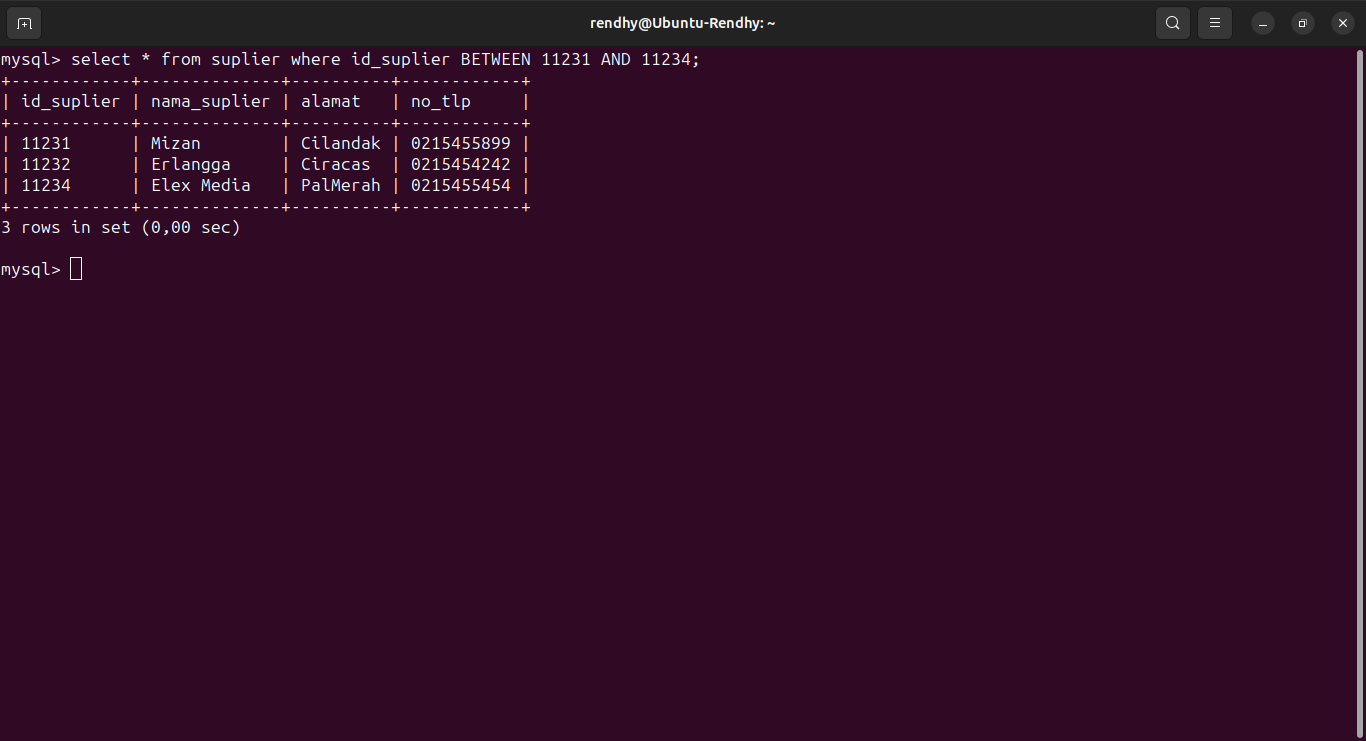 rendhy@Ubuntu-Rendhy: ~
mysql> select * from suplier where id_suplier BETWEEN 11231 AND 11234;
+------------+--------------+----------+------------+
| id_suplier | nama_suplier | alamat   | no_tlp     |
+------------+--------------+----------+------------+
| 11231      | Mizan        | Cilandak | 0215455899 |
| 11232      | Erlangga     | Ciracas  | 0215454242 |
| 11234      | Elex Media   | PalMerah | 0215455454 |
+------------+--------------+----------+------------+
3 rows in set (0,00 sec)
mysql>